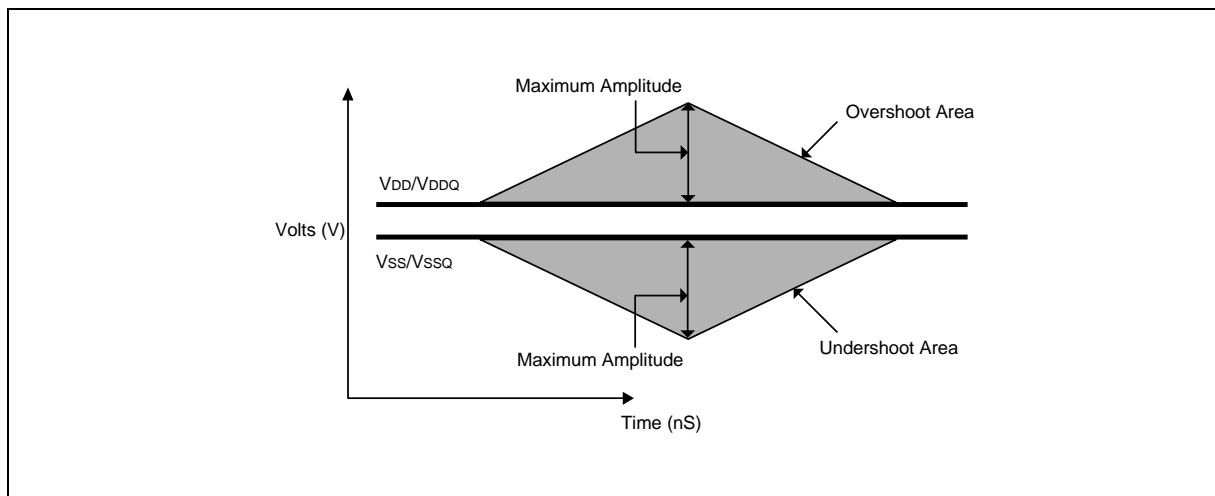 Maximum Amplitude
Overshoot Area
VDD/VDDQ
Volts (V)
VSS/VSSQ
Maximum Amplitude
Undershoot Area
Time (nS)